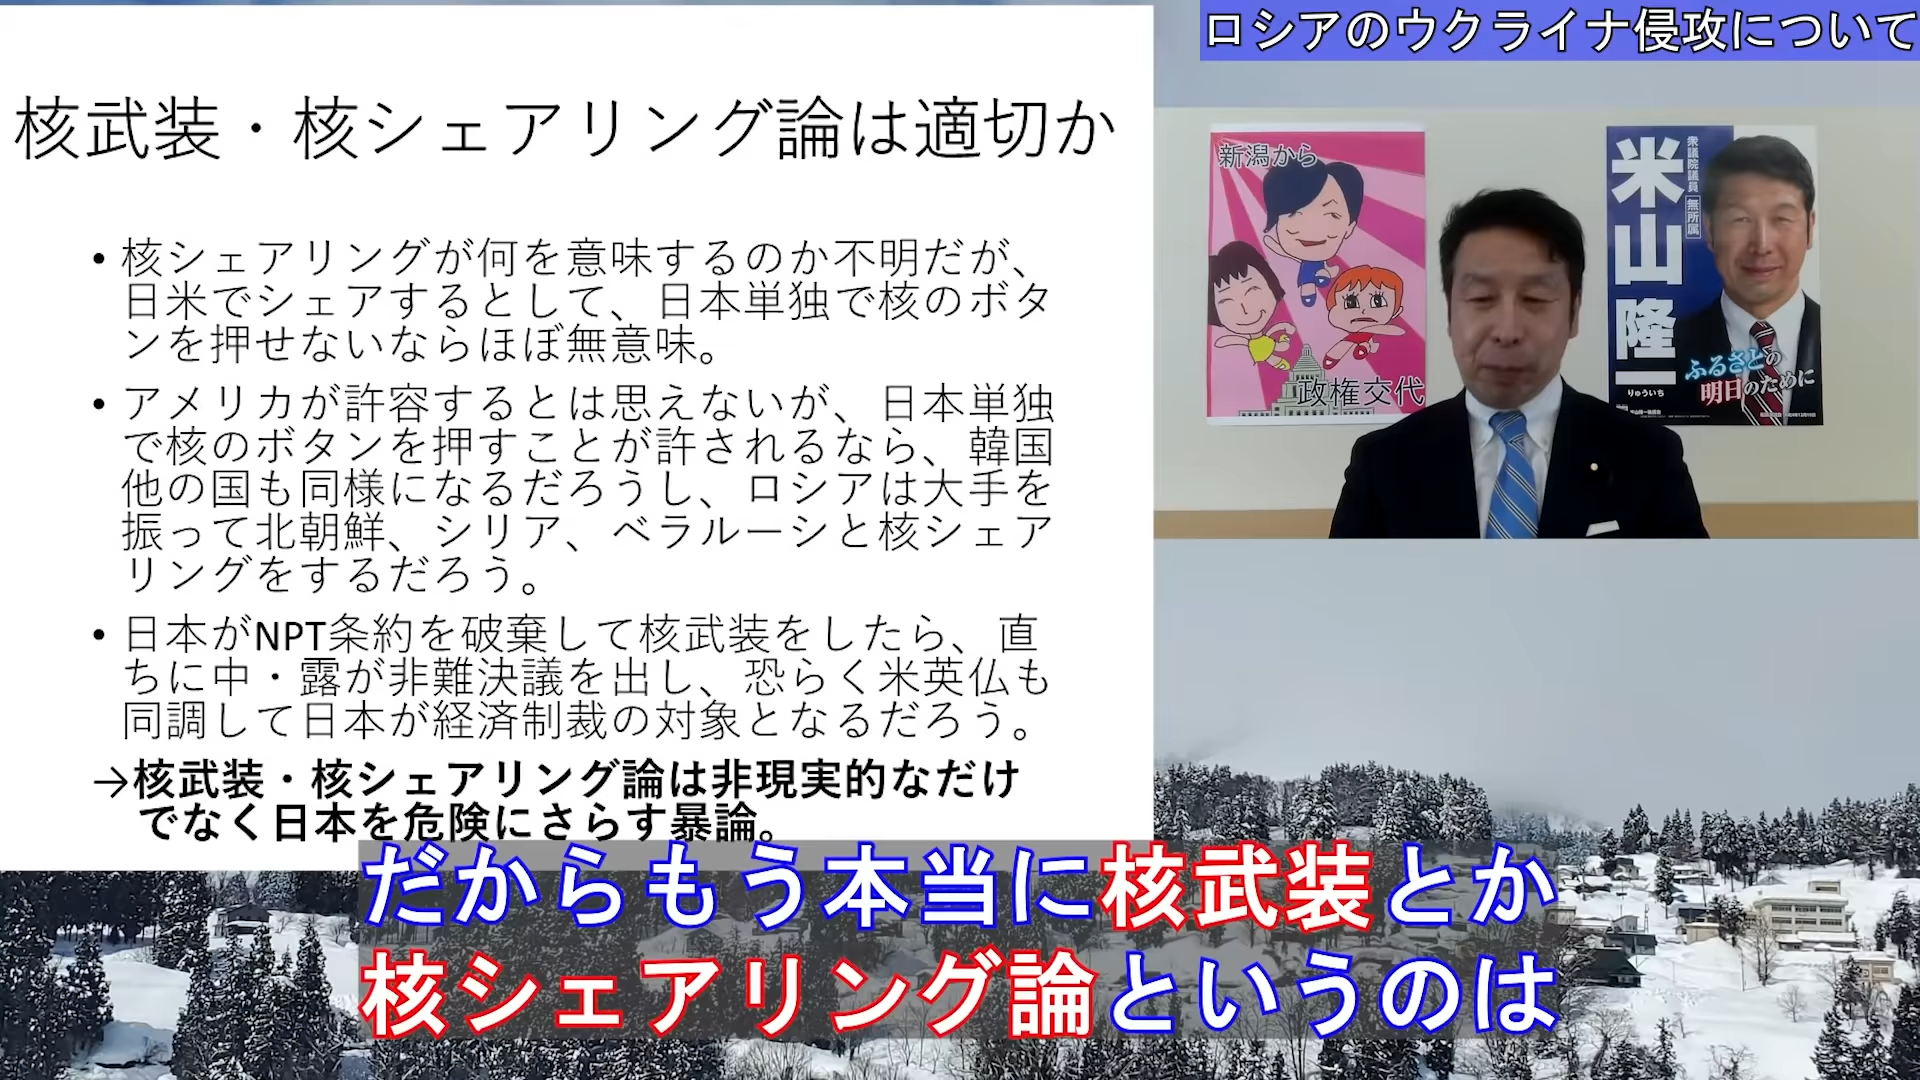 ロシアのウクライナ侵攻について
核武装・核シェアリング論は適切か
• 核シェアリングが何を意味するのか不明だが、
日米でシェアするとして、日本単独で核のボタ
ンを押せないならほぼ無意味。
• アメリカが許容するとは思えないが、日本単独
で核のボタンを押すことが許されるなら、韓国
他の国も同様になるだろうし、ロシアは大手を
振って北朝鮮、シリア、ベラルーシと核シェア
リングをするだろう。
• 日本がNPT条約を破棄して核武装をしたら、直
ちに中・露が非難決議を出し、恐らく米英仏も
同調して日本が経済制裁の対象となるだろう。
→核武装・核シェアリング論は非現実的なだけ
でなく日本を危険にさらす暴論。
新潟から
政権交代
衆議院議員 無所属
米山隆一
りゅういち
ふるさとの
明日のために
だからもう本当に核武装とか
核シェアリング論というのは